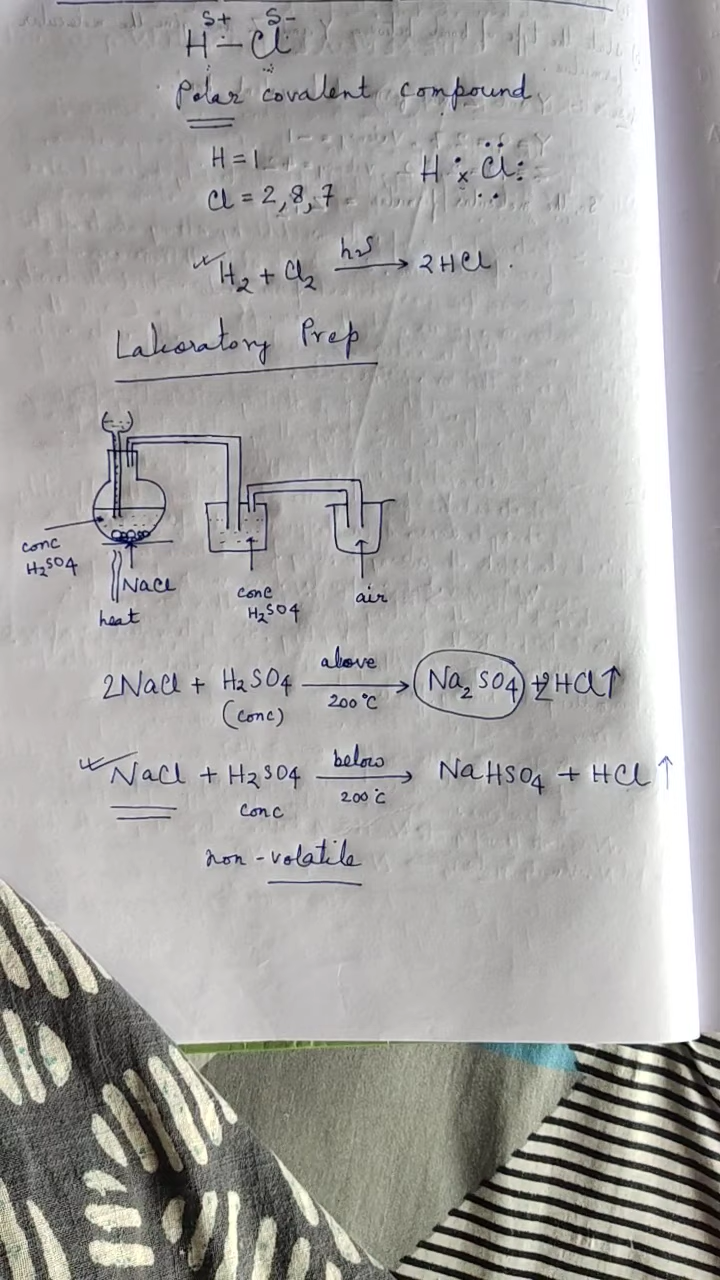 δ+ δ-
H – Cl
Polar covalent compound
H = 1
Cl = 2, 8, 7
H × Cl
H₂ + Cl₂ → 2HCl .
Laboratory Prep
conc
H₂SO4
NaCl
heat
conc
H₂SO4
air
2NaCl + H₂SO4 (conc) above 200°C → Na₂SO4 + 2HCl↑
NaCl + H₂SO4 conc below 200°C → NaHSO4 + HCl↑
non-volatile